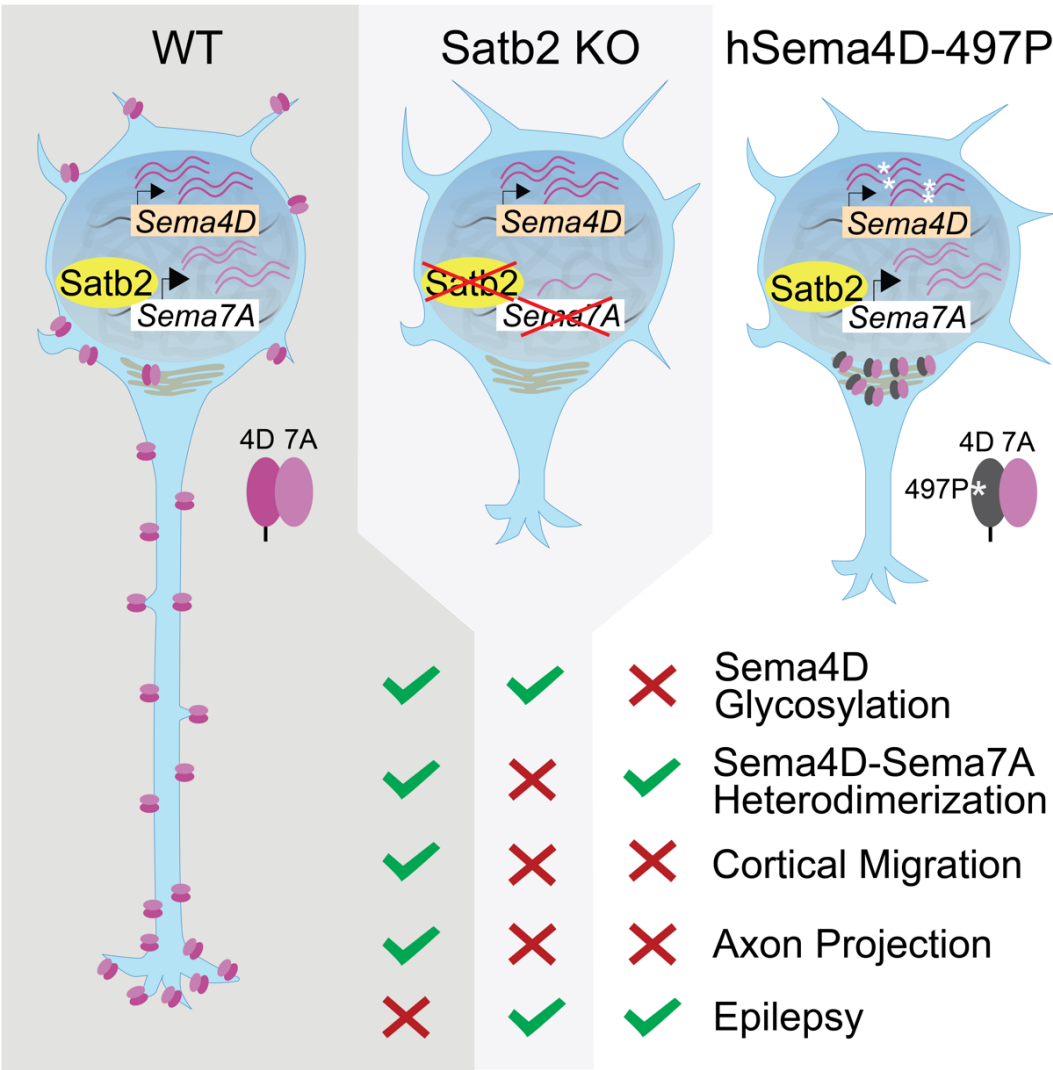 WT
Satb2 KO
hSema4D-497P
Sema4D
Satb2
Sema7A
Sema4D
Satb2
Sema7A
Sema4D
Satb2
Sema7A
4D 7A
4D 7A
497P*
Sema4D
Glycosylation
Sema4D-Sema7A
Heterodimerization
Cortical Migration
Axon Projection
Epilepsy